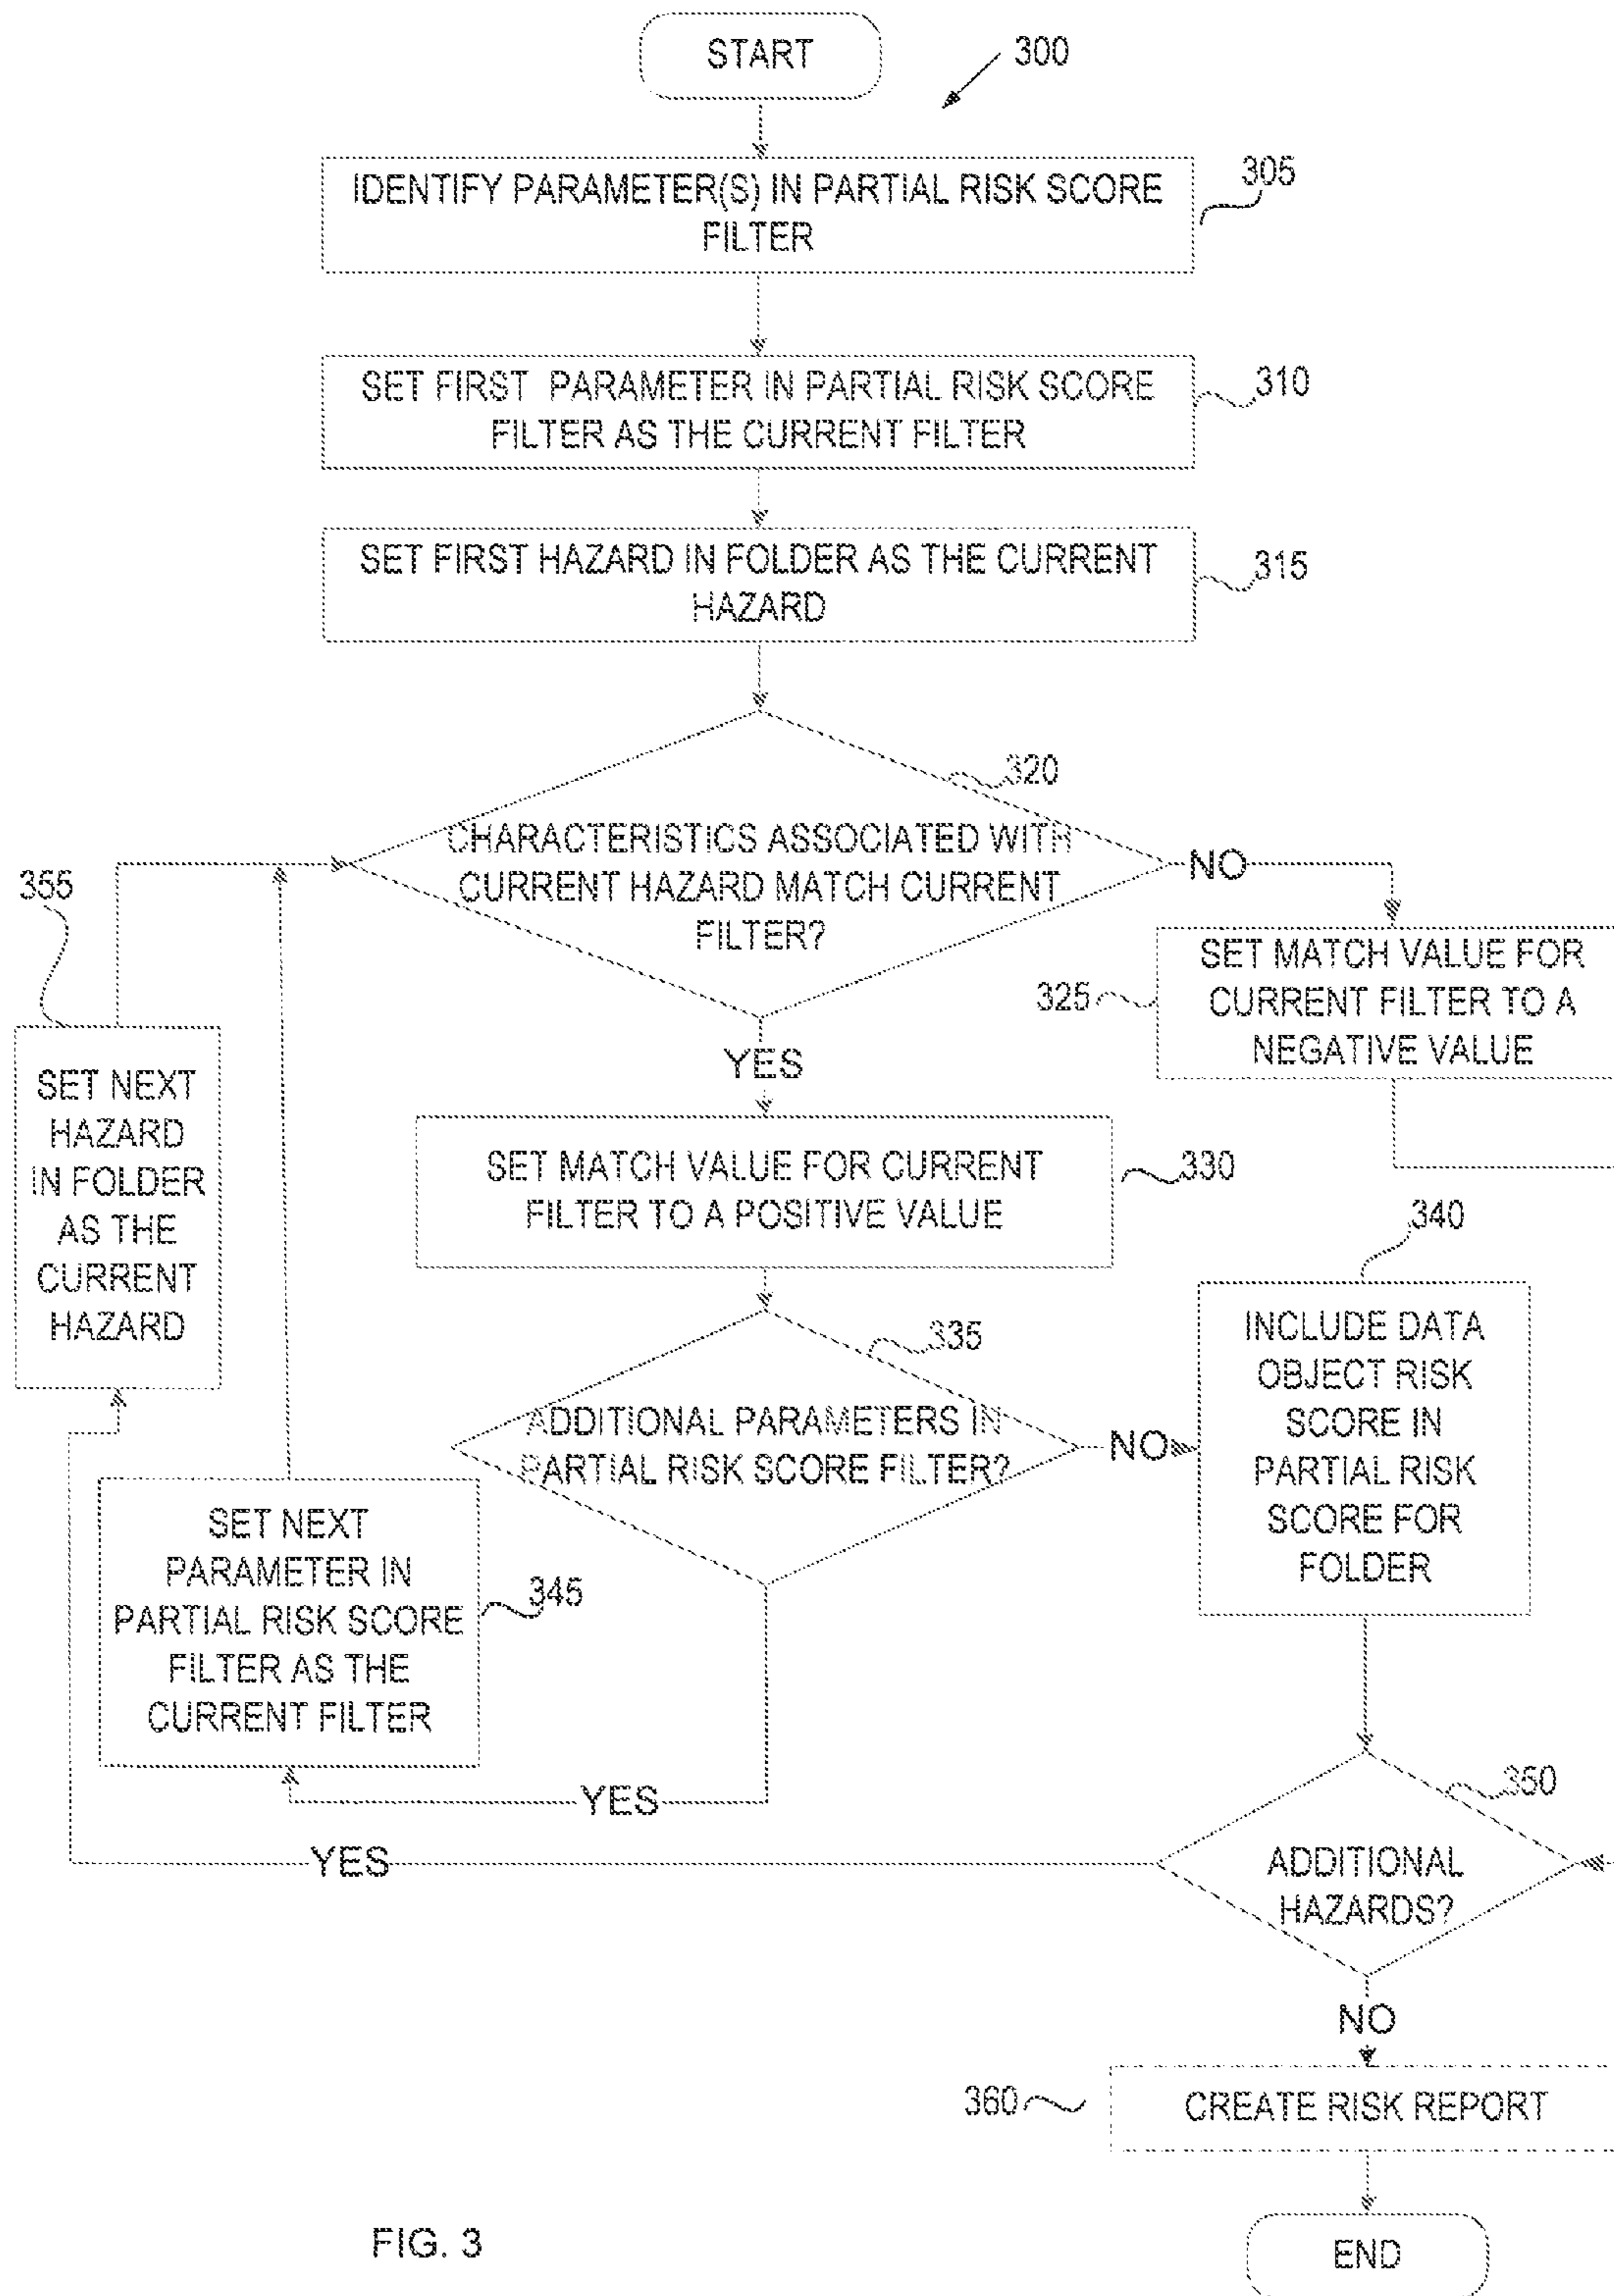 START
300
IDENTIFY PARAMETER(S) IN PARTIAL RISK SCORE
FILTER
305
SET FIRST PARAMETER IN PARTIAL RISK SCORE
FILTER AS THE CURRENT FILTER
310
SET FIRST HAZARD IN FOLDER AS THE CURRENT
HAZARD
315
320
CHARACTERISTICS ASSOCIATED WITH
CURRENT HAZARD MATCH CURRENT
FILTER?
NO
355
SET MATCH VALUE FOR
CURRENT FILTER TO A
NEGATIVE VALUE
325
YES
SET NEXT
HAZARD
IN FOLDER
AS THE
CURRENT
HAZARD
SET MATCH VALUE FOR CURRENT
FILTER TO A POSITIVE VALUE
330
340
335
ADDITIONAL PARAMETERS IN
PARTIAL RISK SCORE FILTER?
NO
INCLUDE DATA
OBJECT RISK
SCORE IN
PARTIAL RISK
SCORE FOR
FOLDER
SET NEXT
PARAMETER IN
PARTIAL RISK SCORE
FILTER AS THE
CURRENT FILTER
345
YES
350
YES
ADDITIONAL
HAZARDS?
NO
360
CREATE RISK REPORT
END
FIG. 3